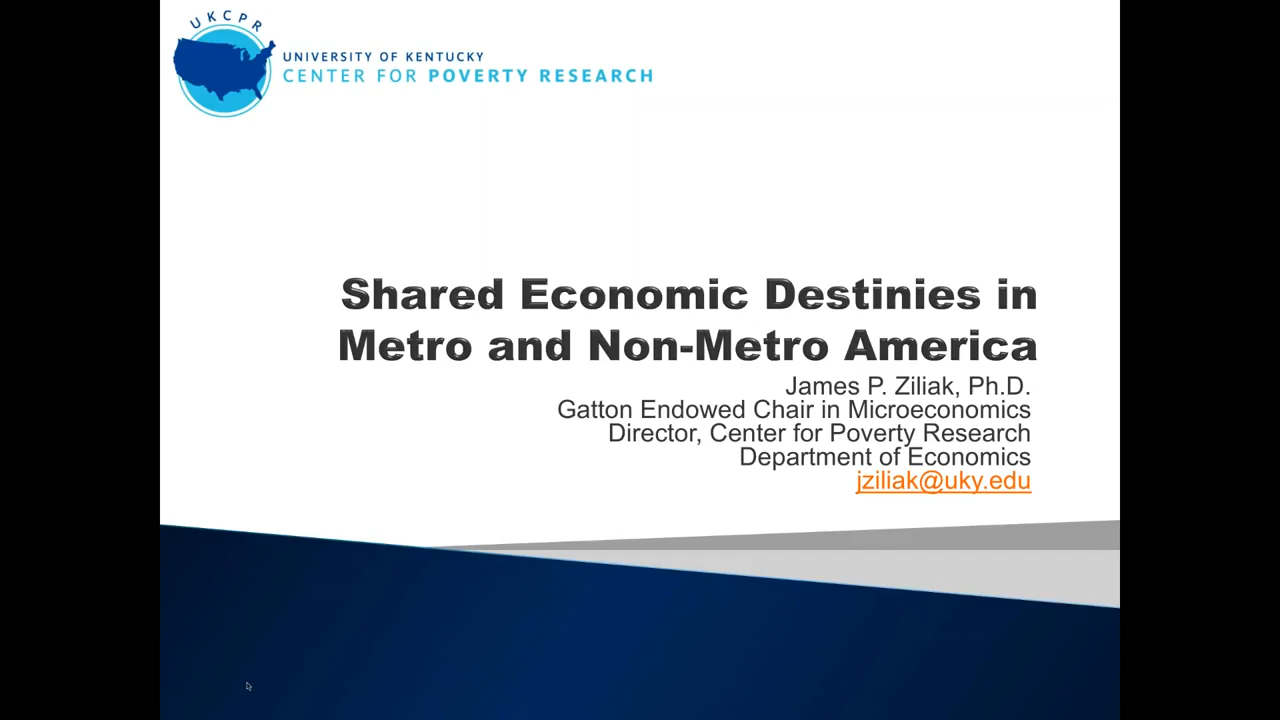 UKCPR
UNIVERSITY OF KENTUCKY
CENTER FOR POVERTY RESEARCH
Shared Economic Destinies in
Metro and Non-Metro America
James P. Ziliak, Ph.D.
Gatton Endowed Chair in Microeconomics
Director, Center for Poverty Research
Department of Economics
jziliak@uky.edu